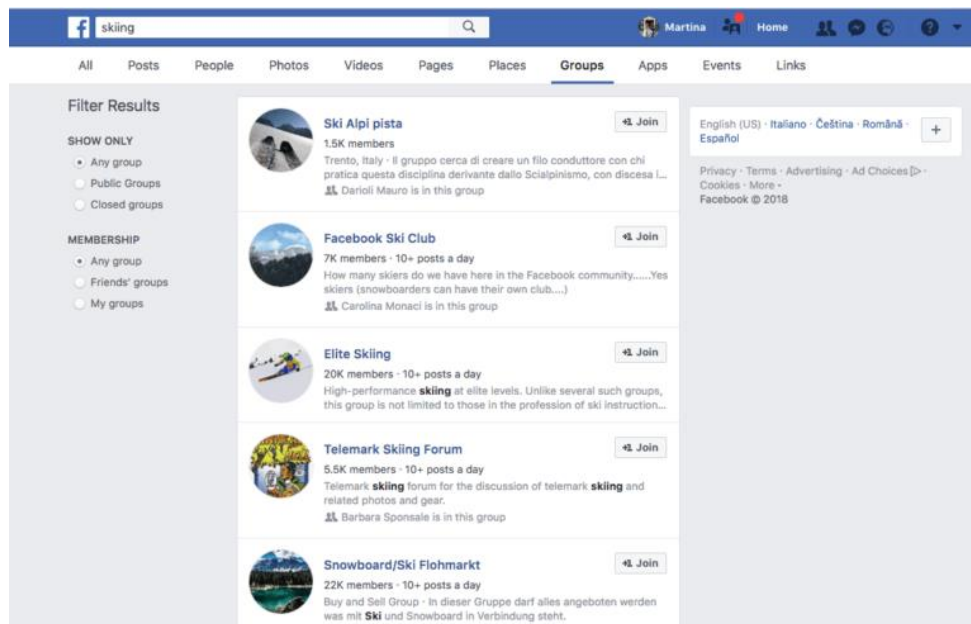 f skiing
Martina Home
All Posts People Photos Videos Pages Places Groups Apps Events Links
Filter Results
SHOW ONLY
Any group
Public Groups
Closed groups
MEMBERSHIP
Any group
Friends' groups
My groups
Ski Alpi pista
+1 Join
1.5K members
Trento, Italy · Il gruppo cerca di creare un filo conduttore con chi
pratica questa disciplina derivante dallo Scialpinismo, con discesa i...
Darioli Mauro is in this group
Facebook Ski Club
+1 Join
7K members · 10+ posts a day
How many skiers do we have here in the Facebook community......Yes
skiers (snowboarders can have their own club....)
Carolina Monaci is in this group
Elite Skiing
+1 Join
20K members · 10+ posts a day
High-performance skiing at elite levels. Unlike several such groups,
this group is not limited to those in the profession of ski instruction...
Telemark Skiing Forum
+1 Join
5.5K members · 10+ posts a day
Telemark skiing forum for the discussion of telemark skiing and
related photos and gear.
Barbara Sponsale is in this group
Snowboard/Ski Flohmarkt
+1 Join
22K members · 10+ posts a day
Buy and Sell Group · In dieser Gruppe darf alles angeboten werden
was mit Ski und Snowboard in Verbindung steht.
English (US) · Italiano · Čeština · Română ·
Español
+
Privacy · Terms · Advertising · Ad Choices ·
Cookies · More
Facebook © 2018